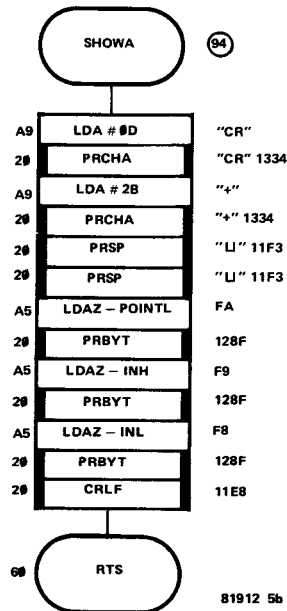 SHOWA 94
A9 LDA # 0D "CR"
20 PRCHA "CR" 1334
A9 LDA # 2B "+"
20 PRCHA "+" 1334
20 PRSP "⊔" 11F3
20 PRSP "⊔" 11F3
A5 LDAZ – POINTL FA
20 PRBYT 128F
A5 LDAZ – INH F9
20 PRBYT 128F
A5 LDAZ – INL F8
20 PRBYT 128F
20 CRLF 11E8
60 RTS
81912 5b